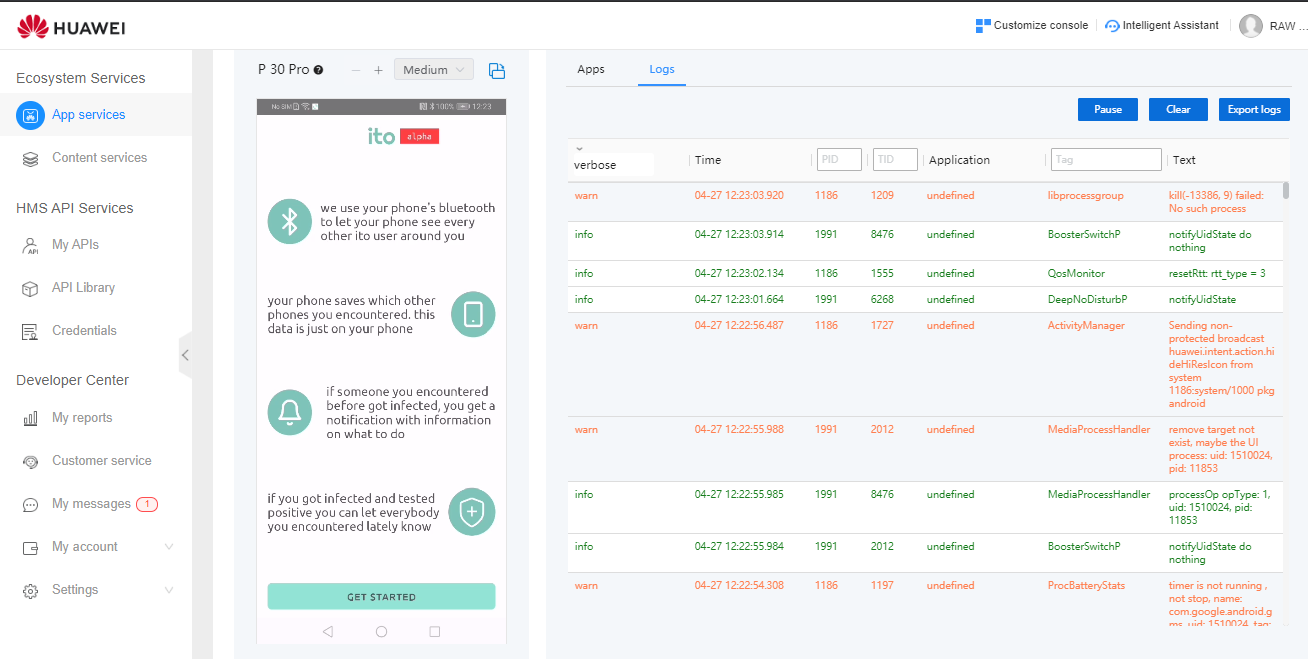 HUAWEI
Customize console
Intelligent Assistant
RAW ...
Ecosystem Services
App services
Content services
HMS API Services
API
My APIs
API Library
Credentials
Developer Center
My reports
Customer service
My messages 1
My account
Settings
P 30 Pro ?
− + Medium
No SIM 100% 12:23
ito alpha
we use your phone's bluetooth
to let your phone see every
other ito user around you
your phone saves which other
phones you encountered. this
data is just on your phone
if someone you encountered
before got infected, you get a
notification with information
on what to do
if you got infected and tested
positive you can let everybody
you encountered lately know
GET STARTED
Apps Logs
Pause Clear Export logs
verbose Time PID TID Application Tag Text
warn 04-27 12:23:03.920 1186 1209 undefined libprocessgroup kill(-13386, 9) failed:
No such process
info 04-27 12:23:03.914 1991 8476 undefined BoosterSwitchP notifyUidState do
nothing
info 04-27 12:23:02.134 1186 1555 undefined QosMonitor resetRtt: rtt_type = 3
info 04-27 12:23:01.664 1991 6268 undefined DeepNoDisturbP notifyUidState
warn 04-27 12:22:56.487 1186 1727 undefined ActivityManager Sending non-
protected broadcast
huawei.intent.action.hi
deHiResIcon from
system
1186:system/1000 pkg
android
warn 04-27 12:22:55.988 1991 2012 undefined MediaProcessHandler remove target not
exist, maybe the UI
process: uid: 1510024,
pid: 11853
info 04-27 12:22:55.985 1991 8476 undefined MediaProcessHandler processOp opType: 1,
uid: 1510024, pid:
11853
info 04-27 12:22:55.984 1991 2012 undefined BoosterSwitchP notifyUidState do
nothing
warn 04-27 12:22:54.308 1186 1197 undefined ProcBatteryStats timer is not running ,
not stop, name:
com.google.android.g
ms, uid: 1510024, tag: